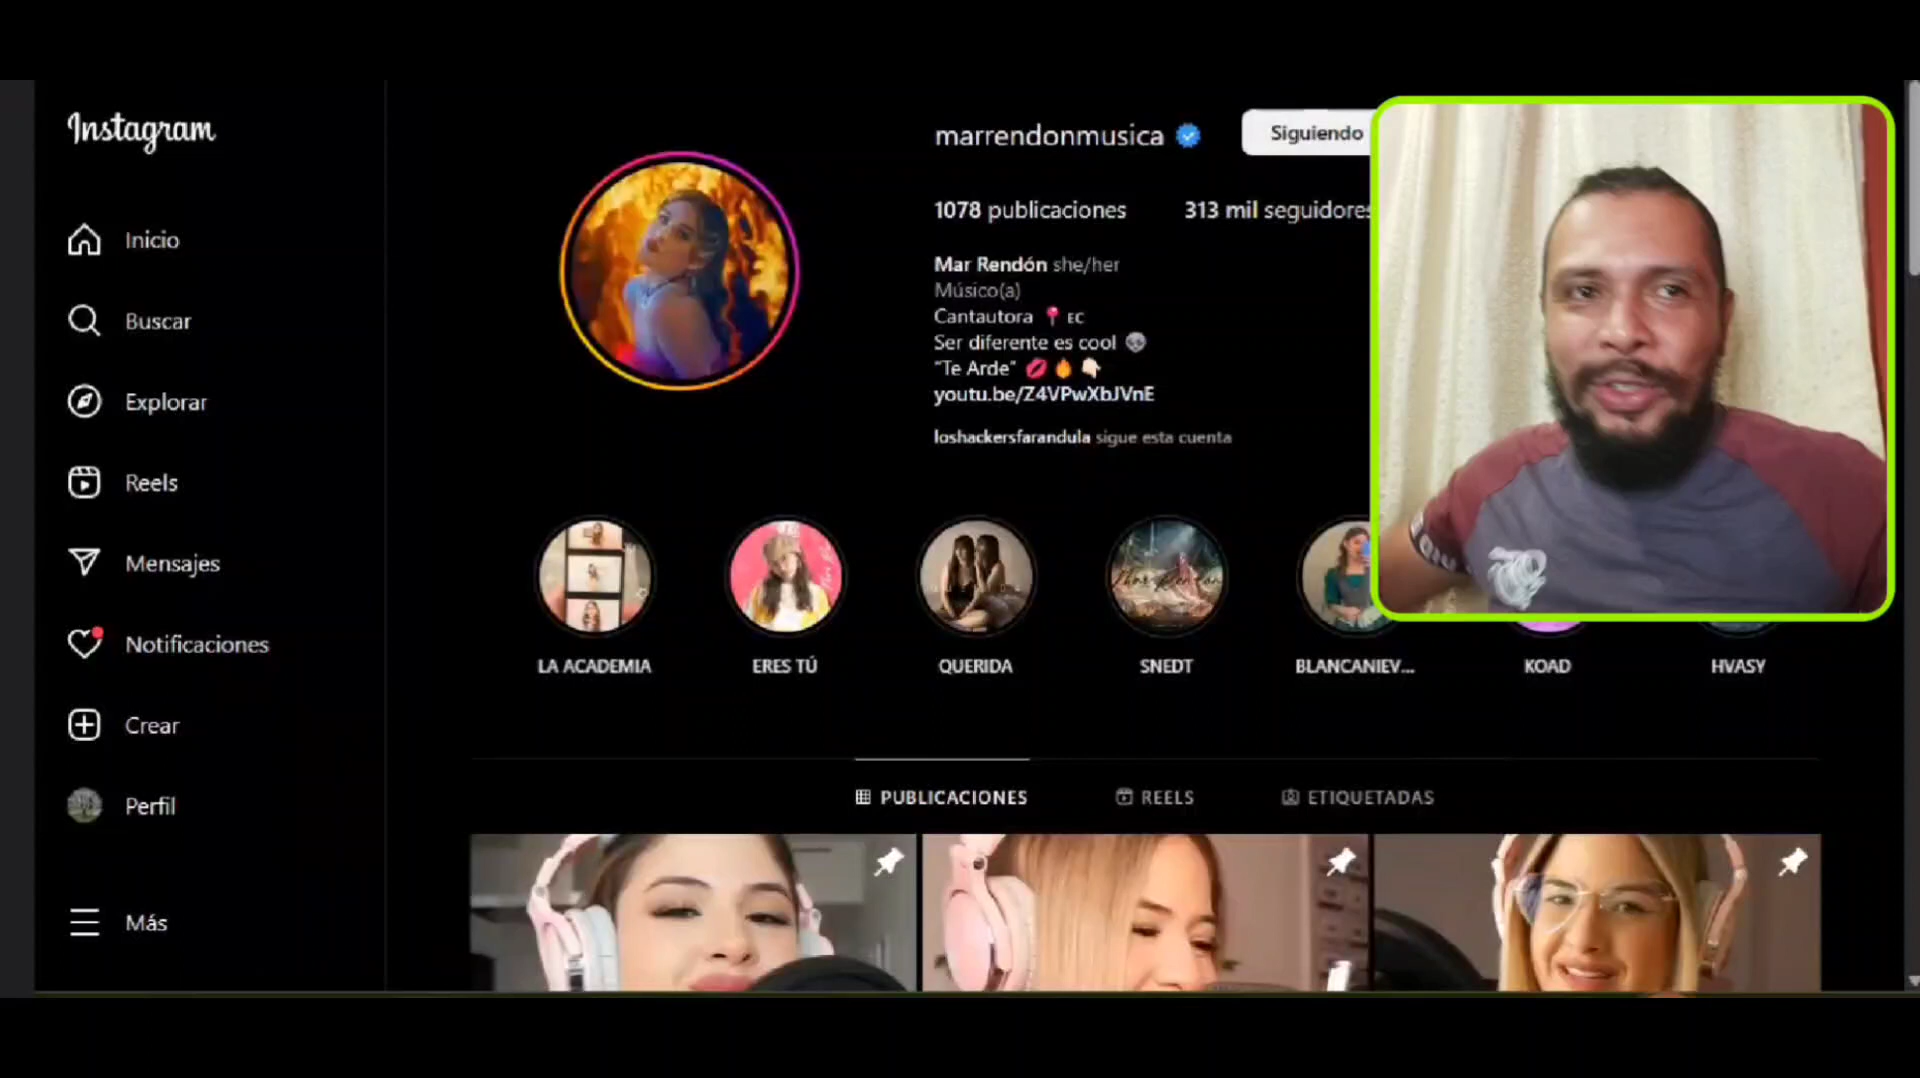 Instagram
Inicio
Buscar
Explorar
Reels
Mensajes
Notificaciones
Crear
Perfil
Más
marrendonmusica
Siguiendo
1078 publicaciones
313 mil seguidores
Mar Rendón she/her
Músico(a)
Cantautora 📍 EC
Ser diferente es cool 👽
"Te Arde" 💋🔥👇🏻
youtu.be/Z4VPwXbJVnE
loshackersfarandula sigue esta cuenta
LA ACADEMIA
ERES TÚ
QUERIDA
SNEDT
BLANCANIEV...
KOAD
HVASY
PUBLICACIONES
REELS
ETIQUETADAS